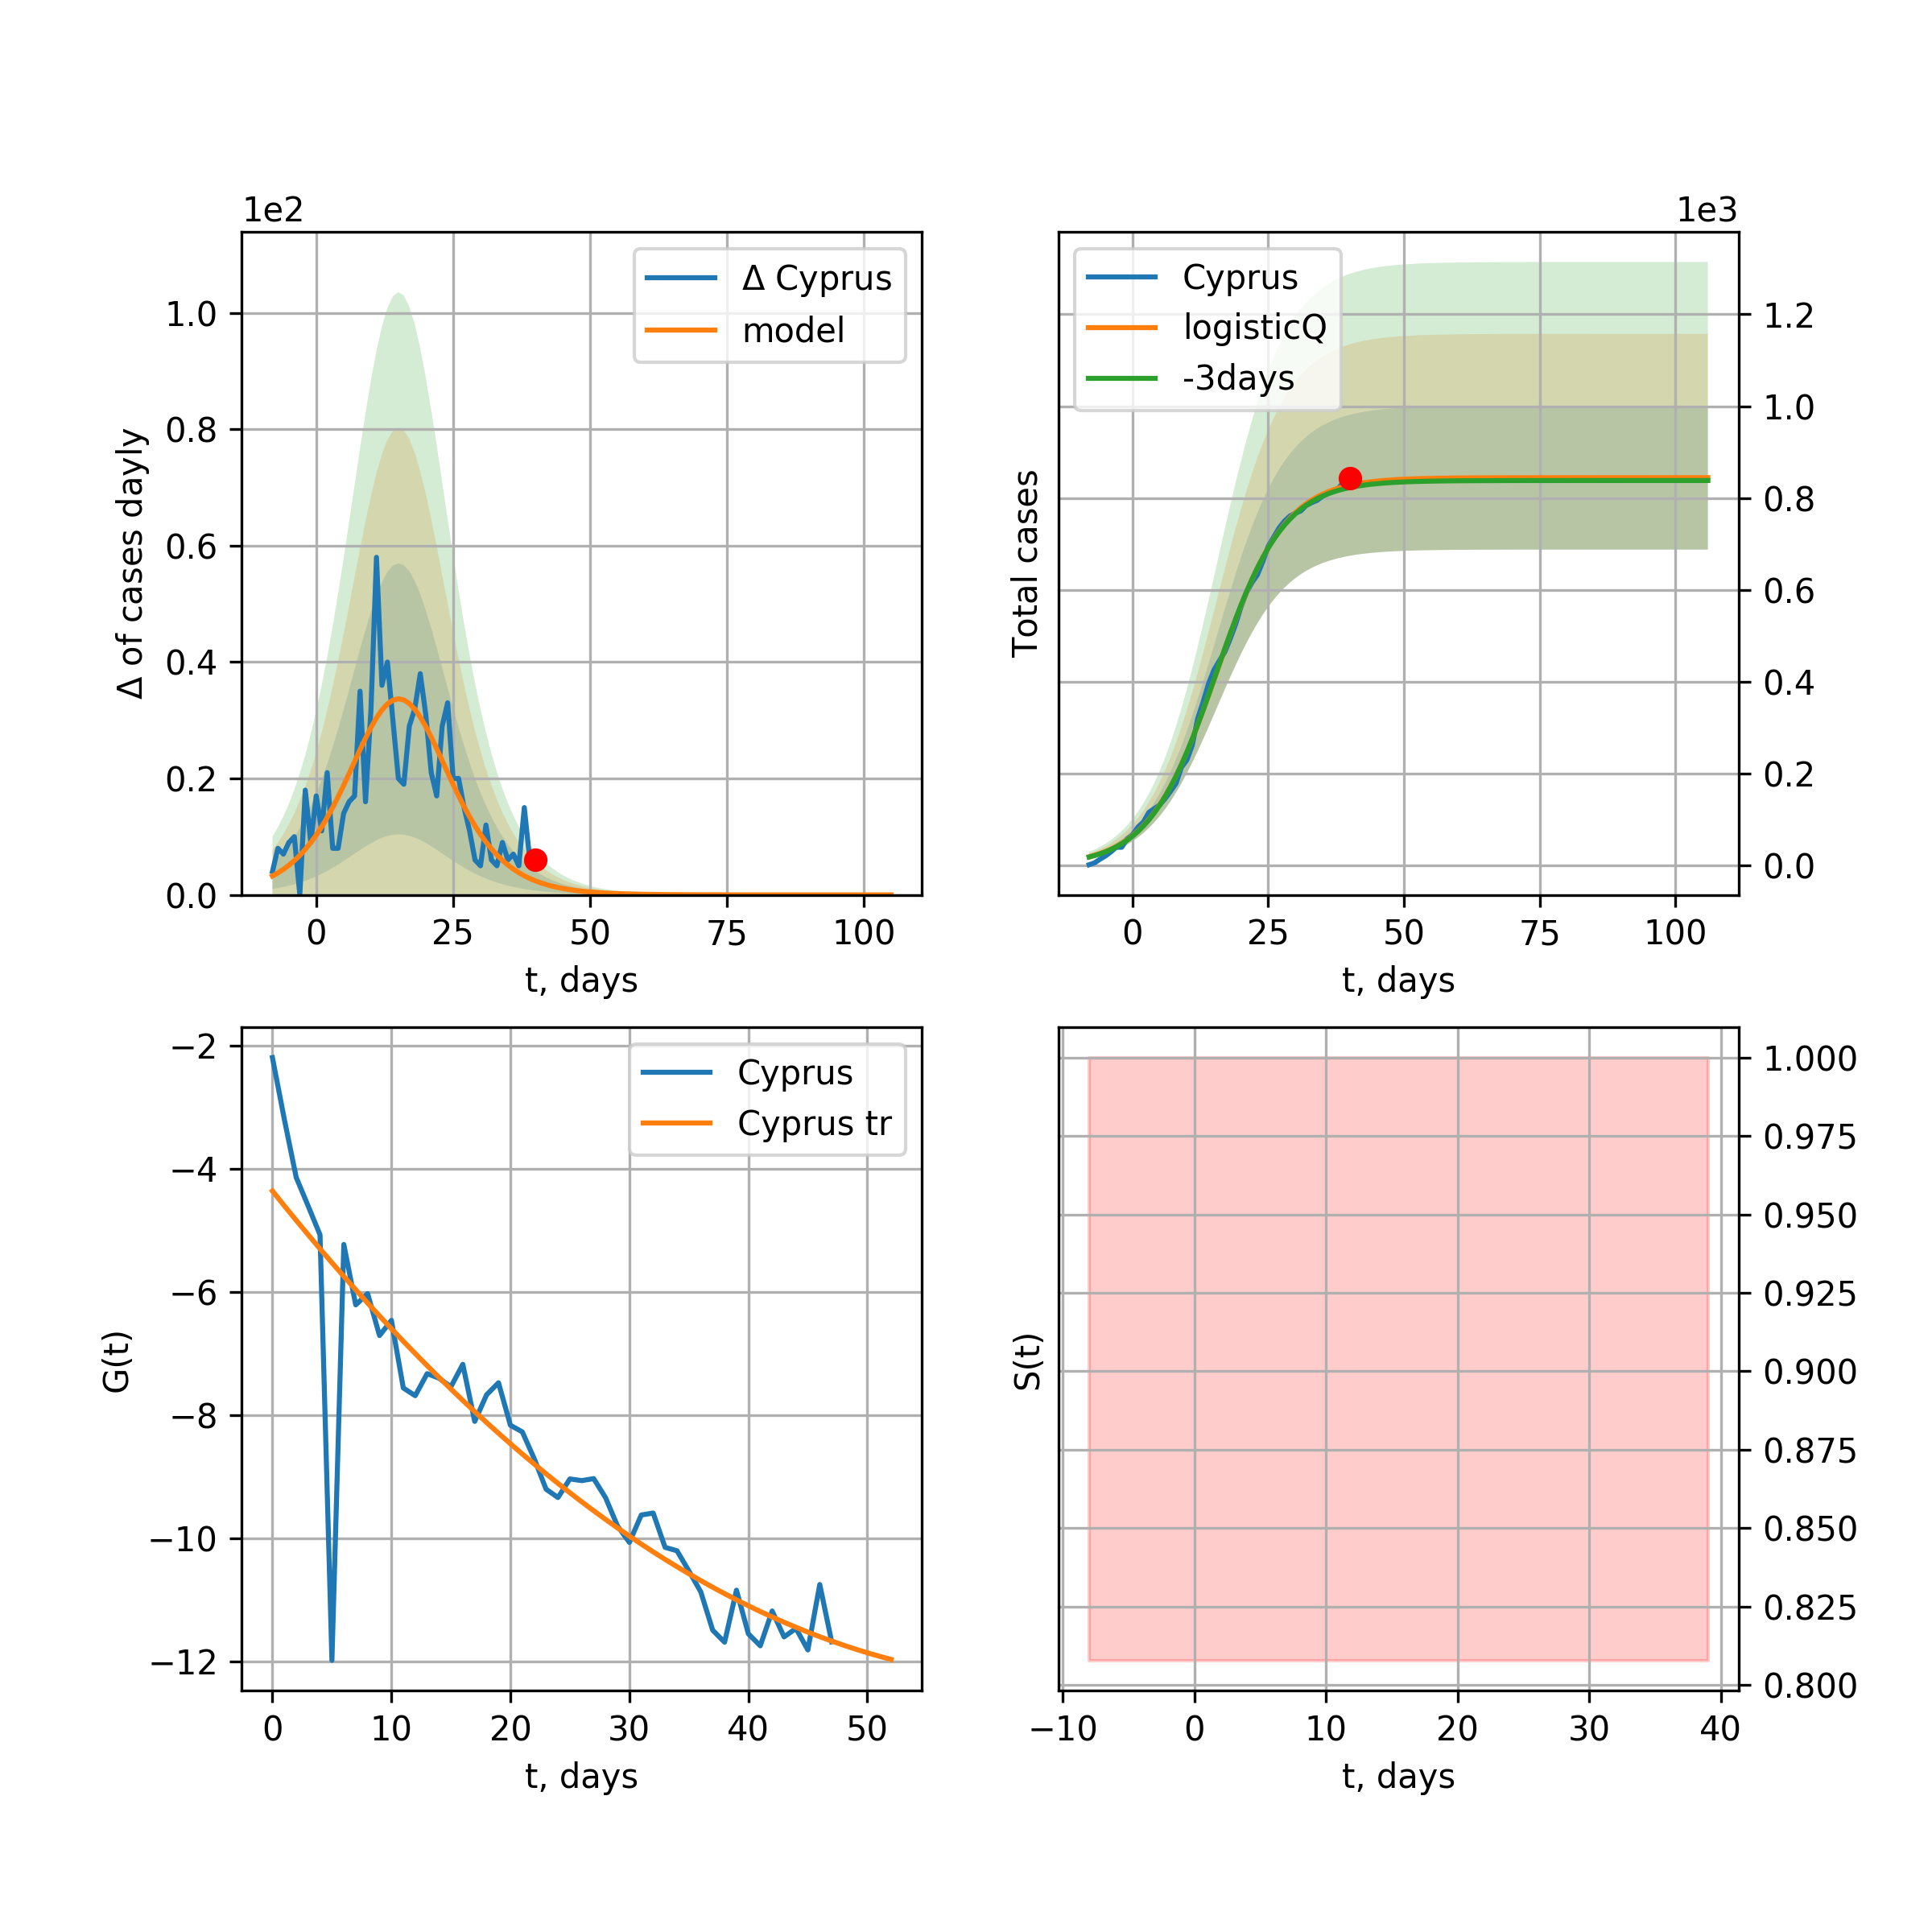 1e2
Δ Cyprus
model
1.0
0.8
0.6
0.4
0.2
0.0
Δ of cases dayly
0 25 50 75 100
t, days
1e3
Cyprus
logisticQ
-3days
Total cases
1.2
1.0
0.8
0.6
0.4
0.2
0.0
0 25 50 75 100
t, days
Cyprus
Cyprus tr
−2
−4
−6
−8
−10
−12
G(t)
0 10 20 30 40 50
t, days
S(t)
1.000
0.975
0.950
0.925
0.900
0.875
0.850
0.825
0.800
−10 0 10 20 30 40
t, days